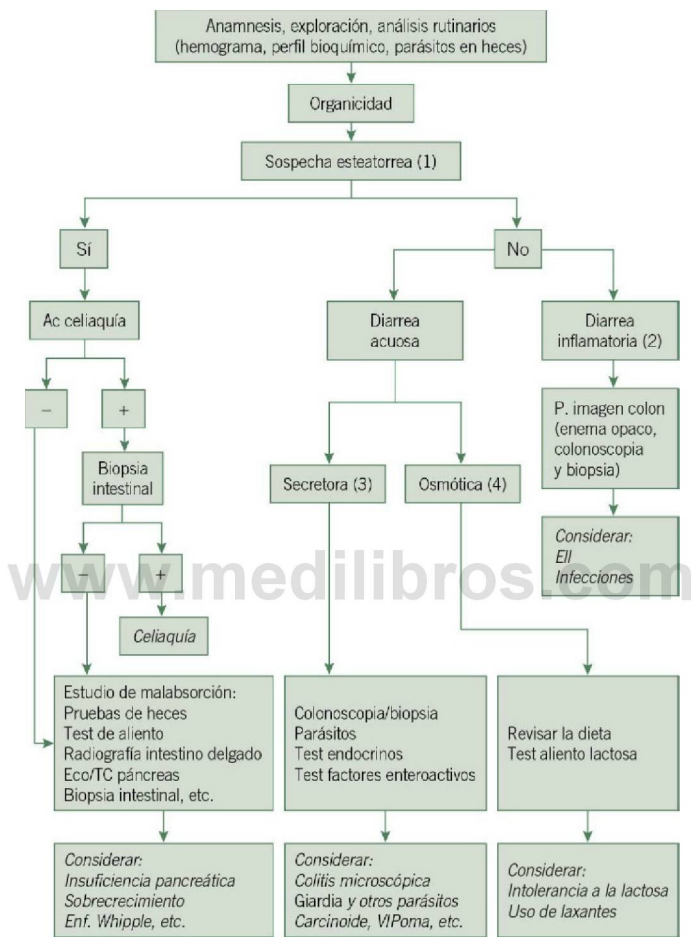 Anamnesis, exploración, análisis rutinarios
(hemograma, perfil bioquímico, parásitos en heces)
Organicidad
Sospecha esteatorrea (1)
Sí
No
Ac celiaquía
Diarrea
acuosa
Diarrea
inflamatoria (2)
–
+
P. imagen colon
(enema opaco,
colonoscopia
y biopsia)
Biopsia
intestinal
Secretora (3)
Osmótica (4)
–
+
Considerar:
EII
Infecciones
www.medilibros.com
Celiaquía
Estudio de malabsorción:
Pruebas de heces
Test de aliento
Radiografía intestino delgado
Eco/TC páncreas
Biopsia intestinal, etc.
Colonoscopia/biopsia
Parásitos
Test endocrinos
Test factores enteroactivos
Revisar la dieta
Test aliento lactosa
Considerar:
Insuficiencia pancreática
Sobrecrecimiento
Enf. Whipple, etc.
Considerar:
Colitis microscópica
Giardia y otros parásitos
Carcinoide, VIPoma, etc.
Considerar:
Intolerancia a la lactosa
Uso de laxantes